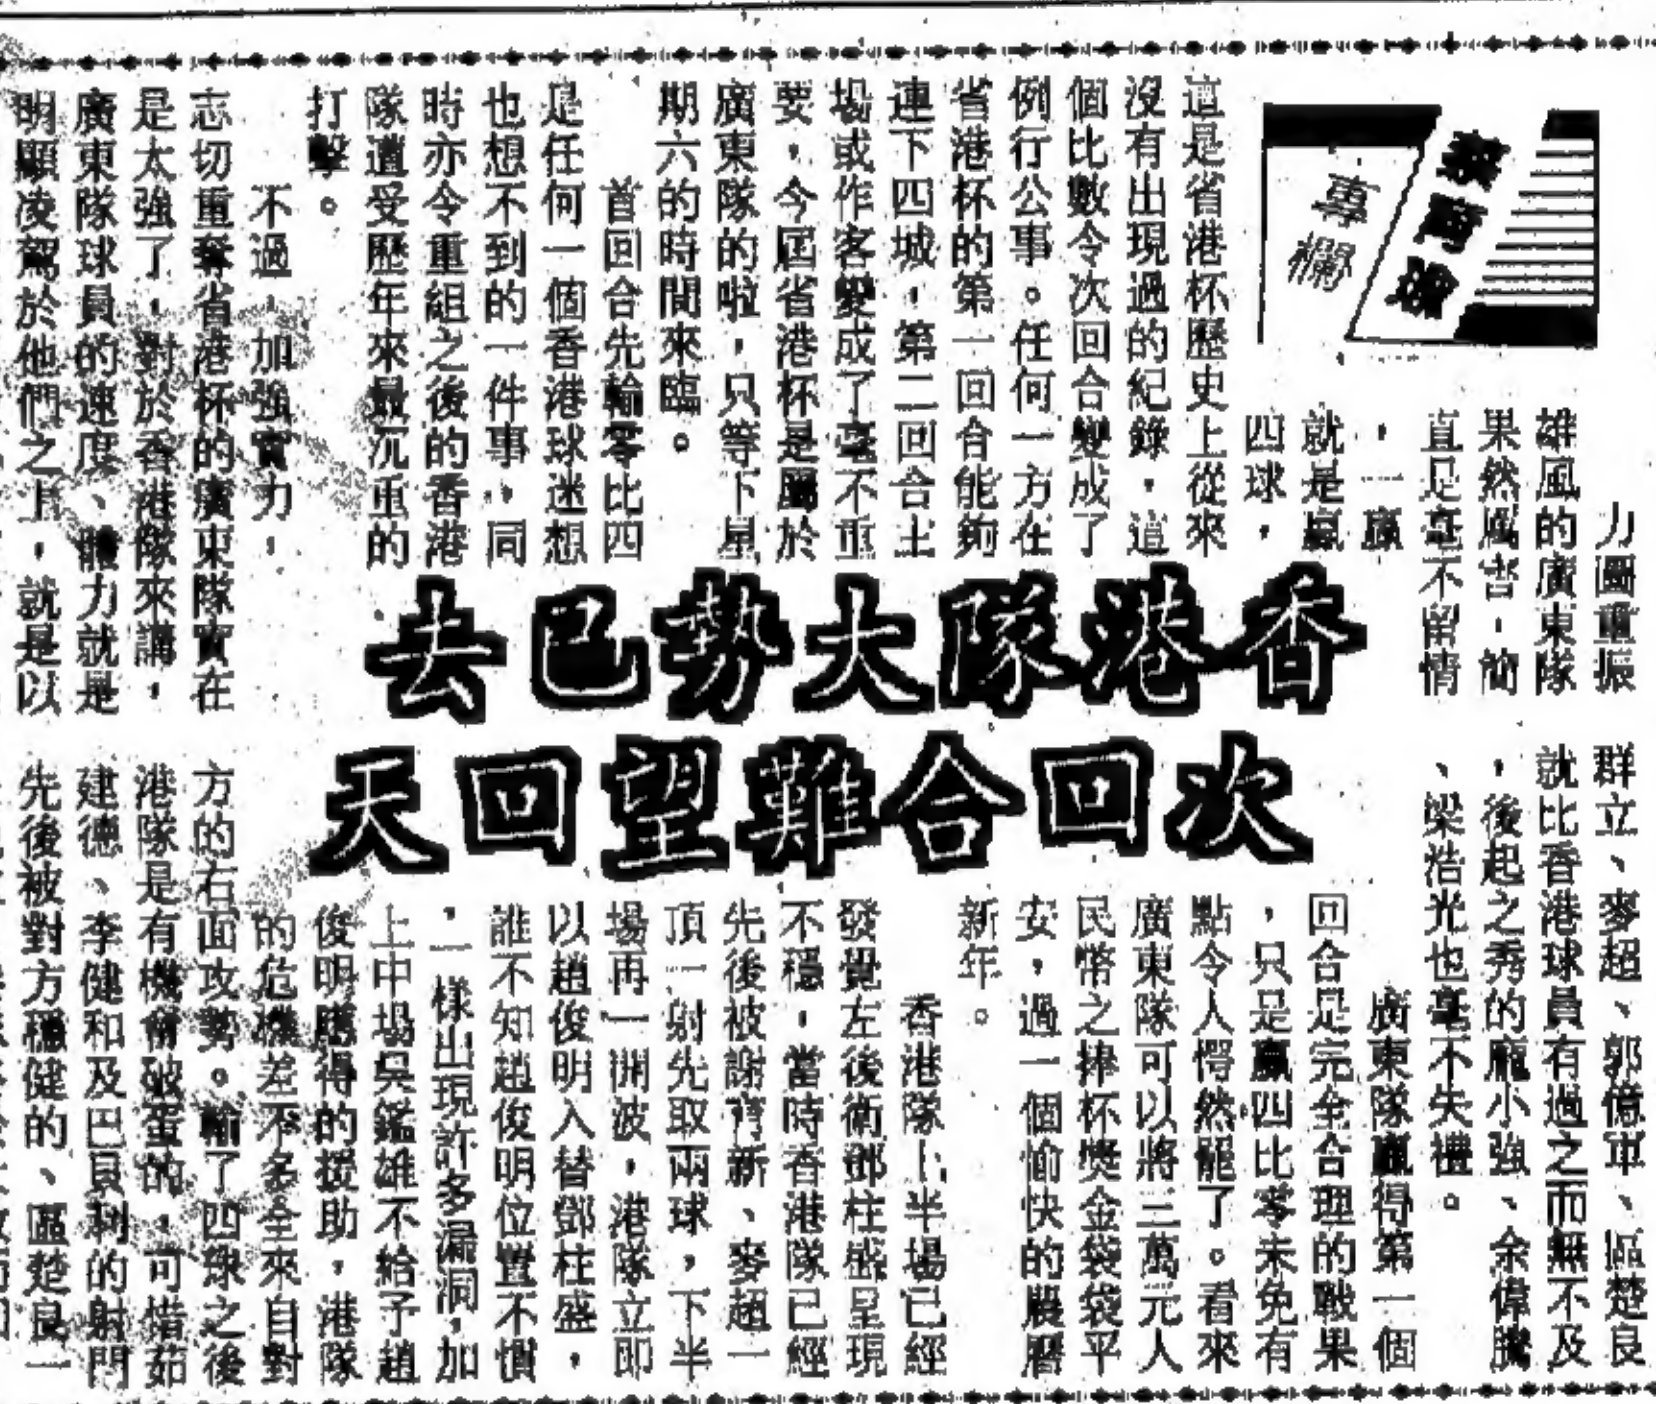 專欄
香港隊大勢已去
次回合難望回天
力圖重振
雄風的廣東隊
果然厲害，簡
直是毫不留情
，一贏
就是贏
四球，
這是省港杯歷史上從來
沒有出現過的紀錄，這
個比數令次回合變成了
例行公事。任何一方在
省港杯的第一回合能夠
連下四城，第二回合主
場或作客變成了毫不重
要，今屆省港杯是屬於
廣東隊的啦，只等下星
期六的時間來臨。
首回合先輸零比四
是任何一個香港球迷想
也想不到的一件事，同
時亦令重組之後的香港
隊遭受歷年來最沉重的
打擊。
不過，加強實力，
志切重奪省港杯的廣東隊實在
是太強了，對於香港隊來講，
廣東隊球員的速度、體力就是
明顯凌駕於他們之上，就是以
群立、麥超、郭億軍、區楚良
就比香港球員有過之而無不及
，後起之秀的龐小強、余偉騰
、梁浩光也毫不失禮。
廣東隊贏得第一個
回合是完全合理的戰果
，只是贏四比零未免有
點令人愕然罷了。看來
廣東隊可以將三萬元人
民幣之捧杯獎金袋袋平
安，過一個愉快的農曆
新年。
香港隊上半場已經
發覺左後衛鄧柱盛呈現
不穩，當時香港隊已經
先後被謝育新、麥超一
頂一射先取兩球，下半
場再一開波，港隊立即
以趙俊明入替鄧柱盛，
誰不知趙俊明位置不慣
，一樣出現許多漏洞，加
上中場吳鑑雄不給予趙
俊明應得的援助，港隊
的危機差不多全來自對
方的右面攻勢。輸了四球之後
港隊是有機會破蛋的，可惜茹
建德、李健和及巴貝利的射門
先後被對方穩健的、區楚良一